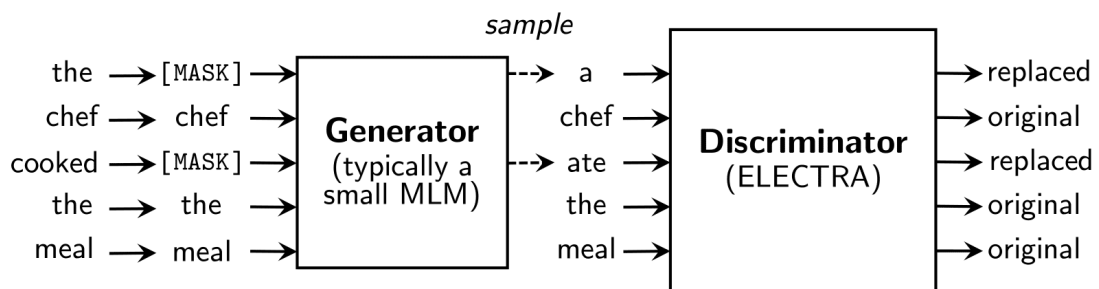 sample
the [MASK] a replaced
chef chef chef original
cooked [MASK] ate replaced
the the the original
meal meal meal original
Generator
(typically a
small MLM)
Discriminator
(ELECTRA)